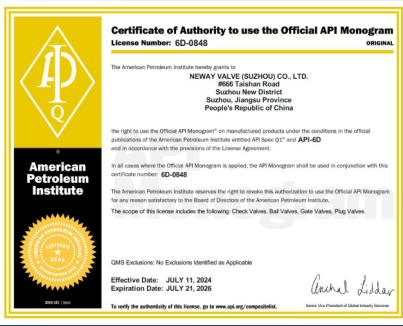 Certificate of Authority to use the Official API Monogram
License Number: 6D-0848
ORIGINAL
The American Petroleum Institute hereby grants to
NEWAY VALVE (SUZHOU) CO., LTD.
#666 Taishan Road
Suzhou New District
Suzhou, Jiangsu Province
People's Republic of China
the right to use the Official API Monogram® on manufactured products under the conditions in the official
publications of the American Petroleum Institute entitled API Spec Q1® and API-6D
and in accordance with the provisions of the License Agreement.
In all cases where the Official API Monogram is applied, the API Monogram shall be used in conjunction with this
certificate number: 6D-0848
The American Petroleum Institute reserves the right to revoke this authorization to use the Official API Monogram
for any reason satisfactory to the Board of Directors of the American Petroleum Institute.
The scope of this license includes the following: Check Valves, Ball Valves, Gate Valves, Plug Valves
American
Petroleum
Institute
QMS Exclusions: No Exclusions Identified as Applicable
Effective Date: JULY 11, 2024
Expiration Date: JULY 21, 2026
To verify the authenticity of this license, go to www.api.org/compositelist.
Senior Vice President of Global Industry Services
API
Q
CORPORATE
SEAL